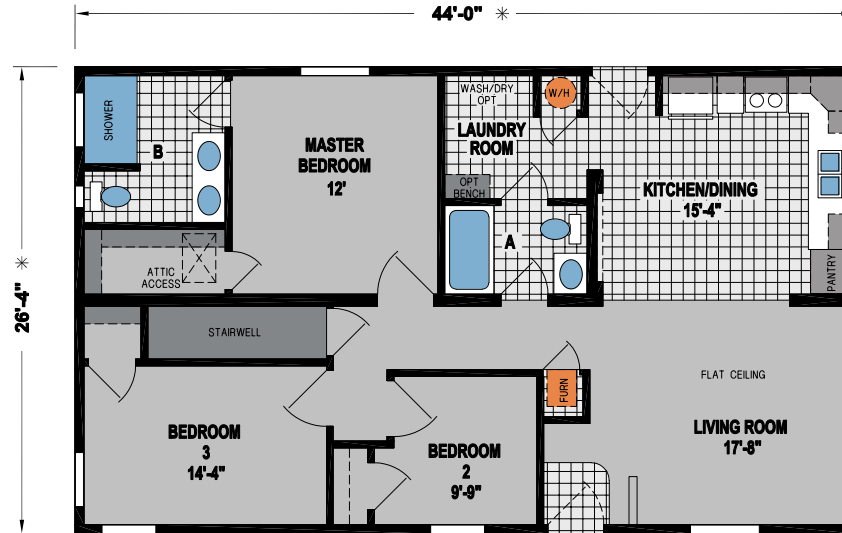 44'-0" *
26'-4" *
SHOWER
B
MASTER
BEDROOM
12'
WASH/DRY
OPT
W/H
LAUNDRY
ROOM
OPT
BENCH
A
KITCHEN/DINING
15'-4"
PANTRY
X
ATTIC
ACCESS
STAIRWELL
FURN
FLAT CEILING
BEDROOM
3
14'-4"
BEDROOM
2
9'-9"
LIVING ROOM
17'-8"